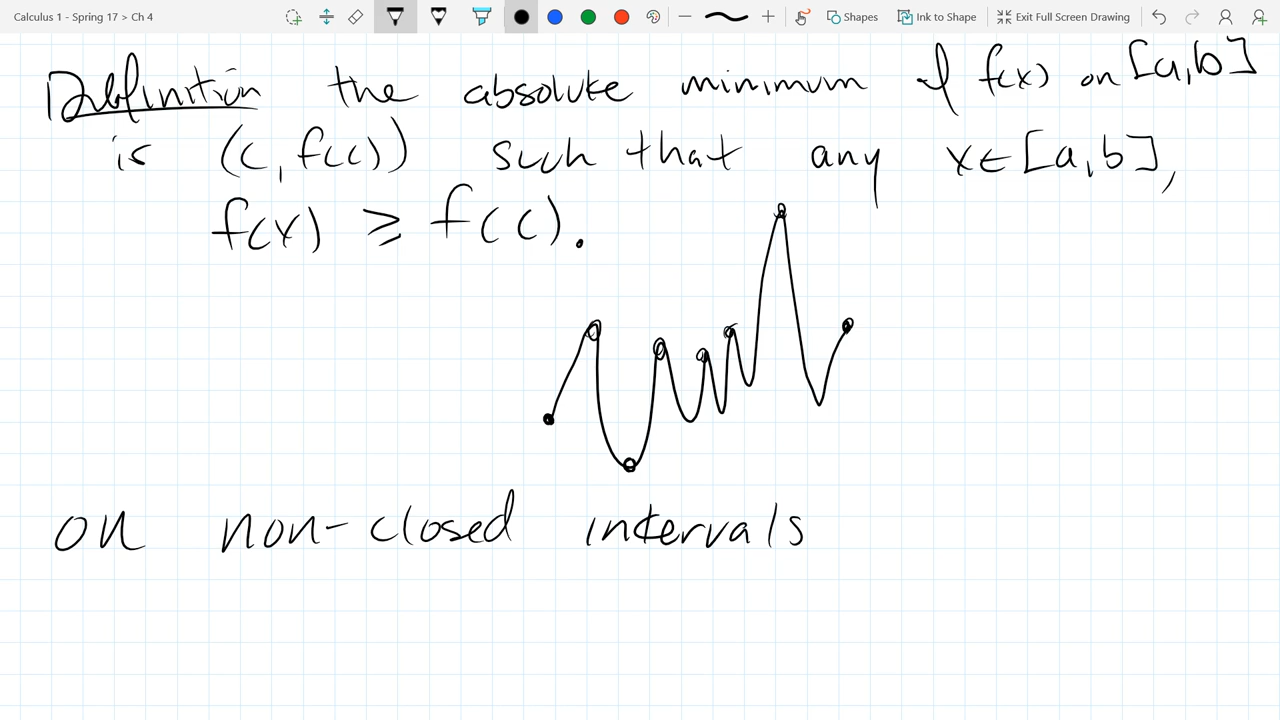 Calculus 1 - Spring 17 > Ch 4
Shapes
Ink to Shape
Exit Full Screen Drawing
Definition the absolute minimum of f(x) on [a,b]
is (c, f(c)) such that any x∈[a,b],
f(x) ≥ f(c).
on non-closed intervals